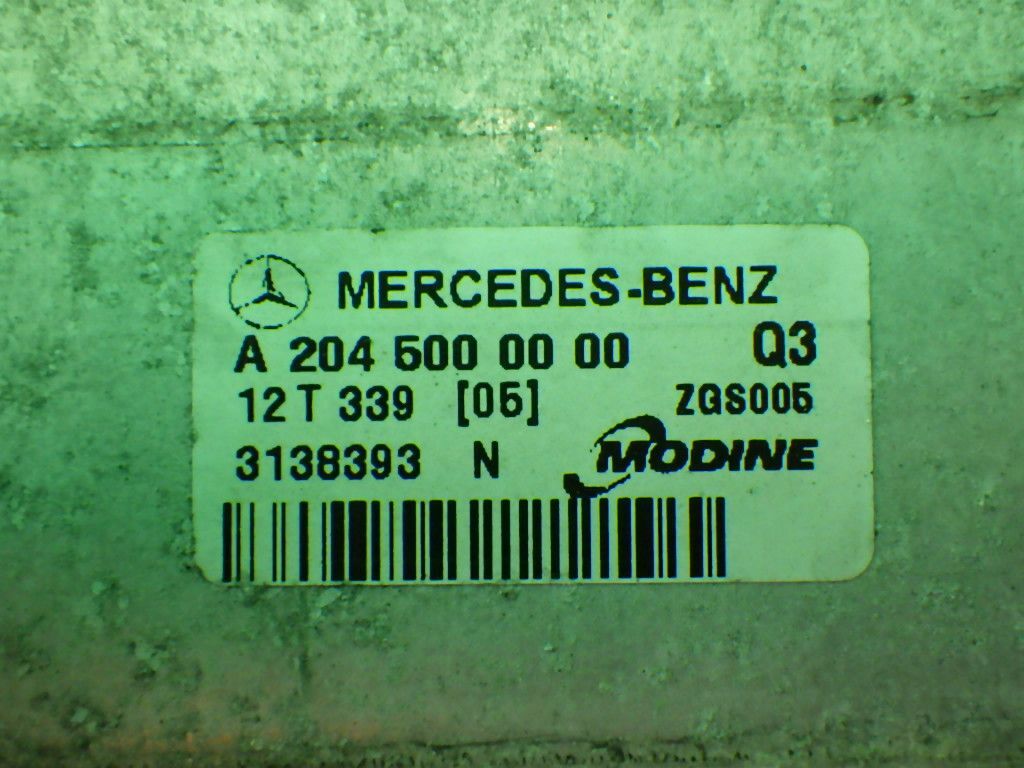 MERCEDES-BENZ
A 204 500 00 00 Q3
12 T 339 [05] ZGS005
3138393 N MODINE